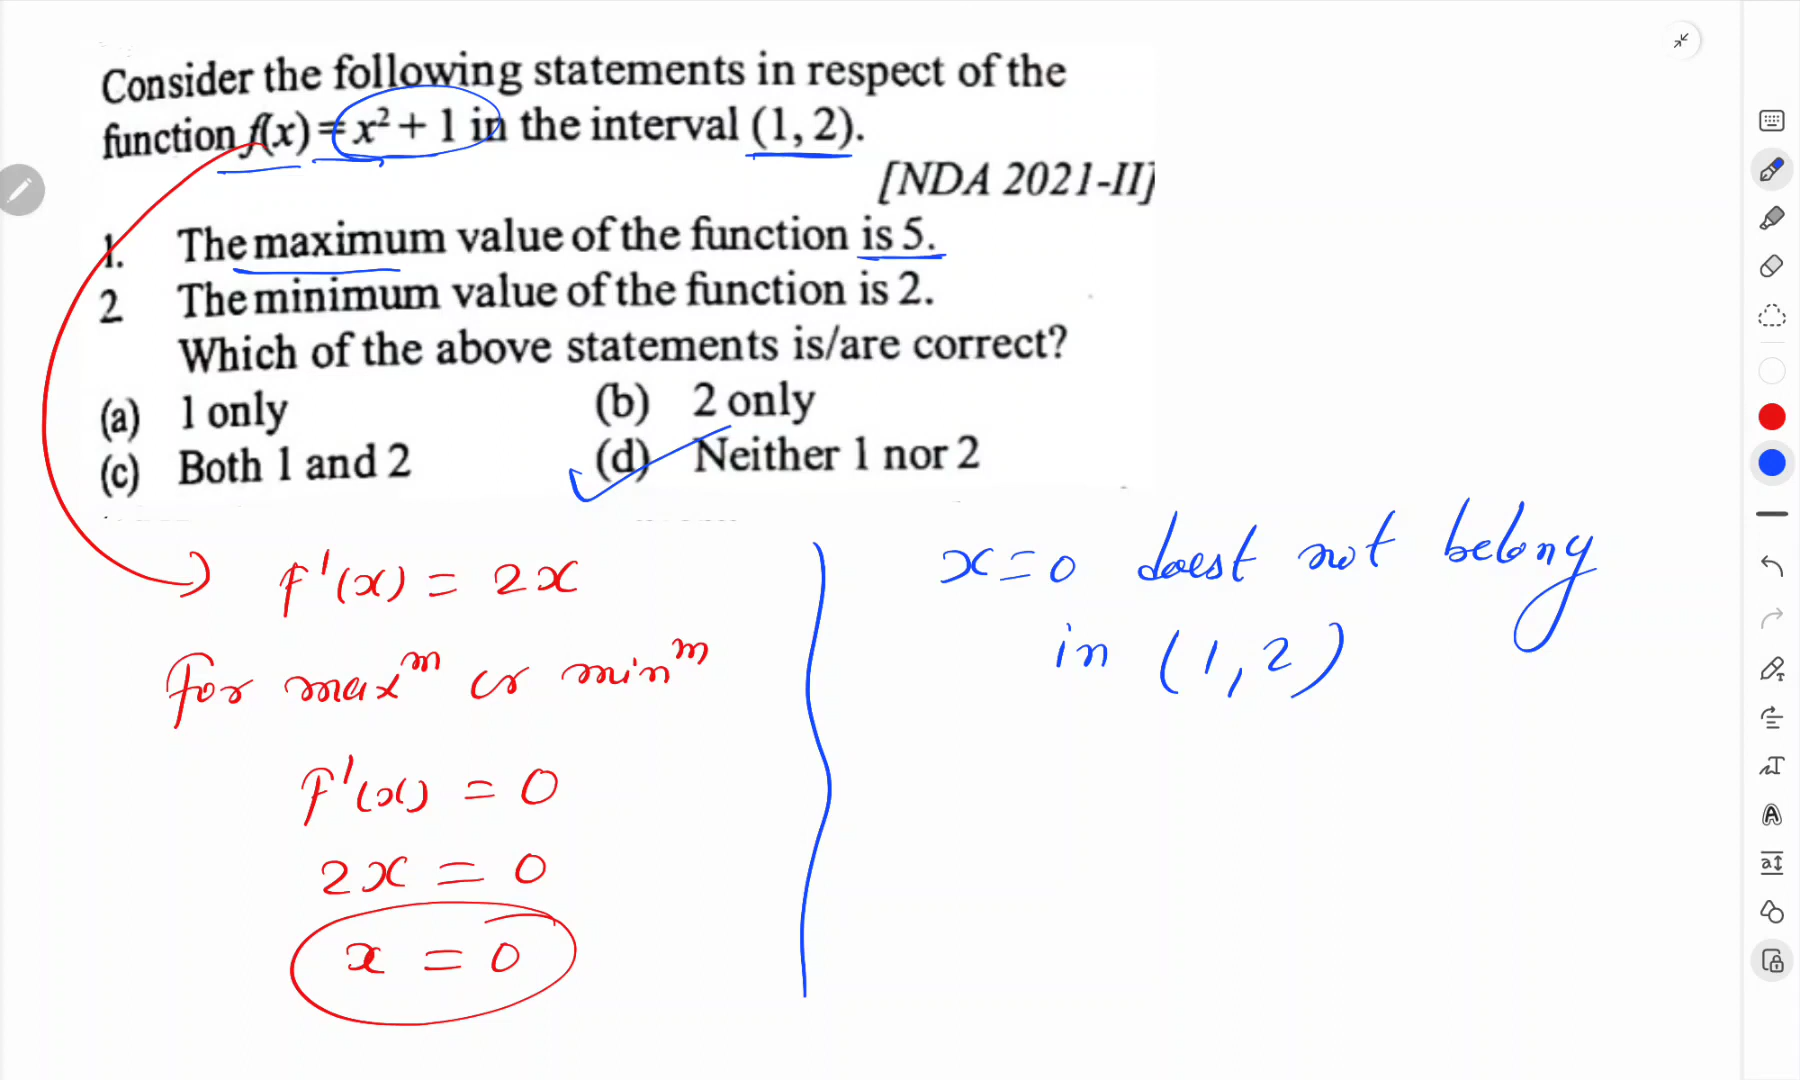 Consider the following statements in respect of the
function f(x) = x² + 1 in the interval (1, 2).
[NDA 2021-II]
1. The maximum value of the function is 5.
2 The minimum value of the function is 2.
Which of the above statements is/are correct?
(a) 1 only (b) 2 only
(c) Both 1 and 2 (d) Neither 1 nor 2
f'(x) = 2x
for maxᵐ or minᵐ
f'(x) = 0
2x = 0
x = 0
x = 0 doest not belong
in (1, 2)